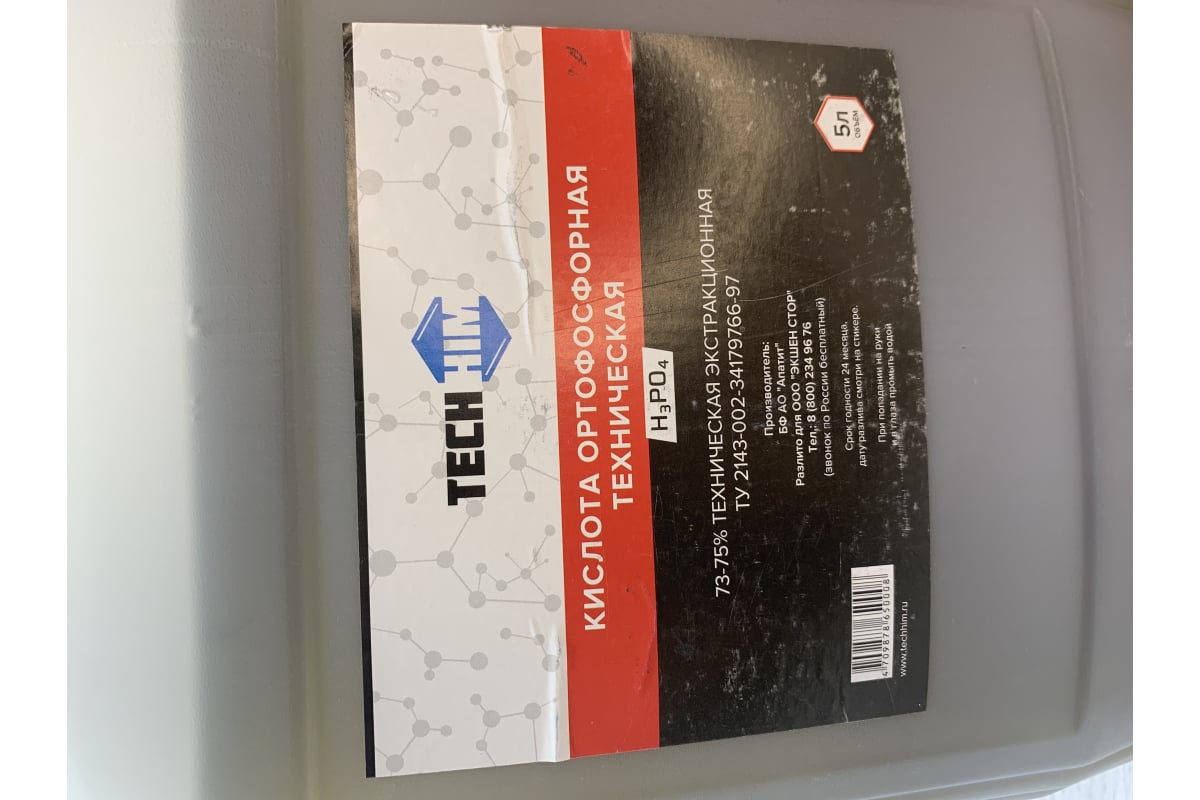 TECH HIM
КИСЛОТА ОРТОФОСФОРНАЯ
ТЕХНИЧЕСКАЯ
H₃PO₄
73-75% ТЕХНИЧЕСКАЯ ЭКСТРАКЦИОННАЯ
ТУ 2143-002-34179766-97
Производитель:
БФ АО "Апатит"
Разлито для ООО "ЭКШЕН СТОР"
Тел.: 8 (800) 234 96 76
(звонок по России бесплатный)
Срок годности 24 месяца,
дату разлива смотри на стикере.
При попадании на руки
и в глаза промыть водой
5Л
ОБЪЕМ
4709878650008
www.techhim.ru